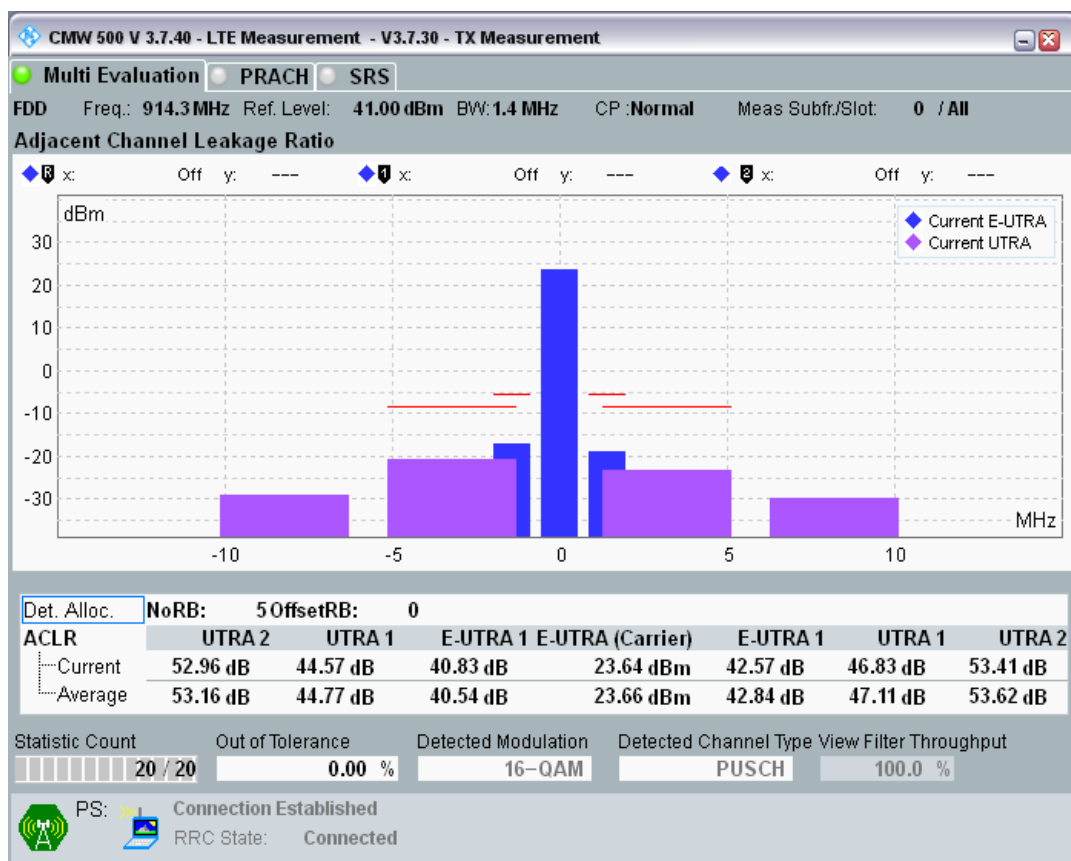 CMW 500 V 3.7.40 - LTE Measurement - V3.7.30 - TX Measurement
Multi Evaluation PRACH SRS
FDD Freq.: 914.3 MHz Ref. Level: 41.00 dBm BW: 1.4 MHz CP :Normal Meas Subfr./Slot: 0 / All
Adjacent Channel Leakage Ratio
R x: Off y: --- 1 x: Off y: --- 2 x: Off y: ---
dBm
Current E-UTRA
Current UTRA
30
20
10
0
-10
-20
-30
MHz
-10 -5 0 5 10
Det. Alloc. NoRB: 5 OffsetRB: 0
ACLR UTRA 2 UTRA 1 E-UTRA 1 E-UTRA (Carrier) E-UTRA 1 UTRA 1 UTRA 2
Current 52.96 dB 44.57 dB 40.83 dB 23.64 dBm 42.57 dB 46.83 dB 53.41 dB
Average 53.16 dB 44.77 dB 40.54 dB 23.66 dBm 42.84 dB 47.11 dB 53.62 dB
Statistic Count Out of Tolerance Detected Modulation Detected Channel Type View Filter Throughput
20 / 20 0.00 % 16-QAM PUSCH 100.0 %
PS: Connection Established
RRC State: Connected